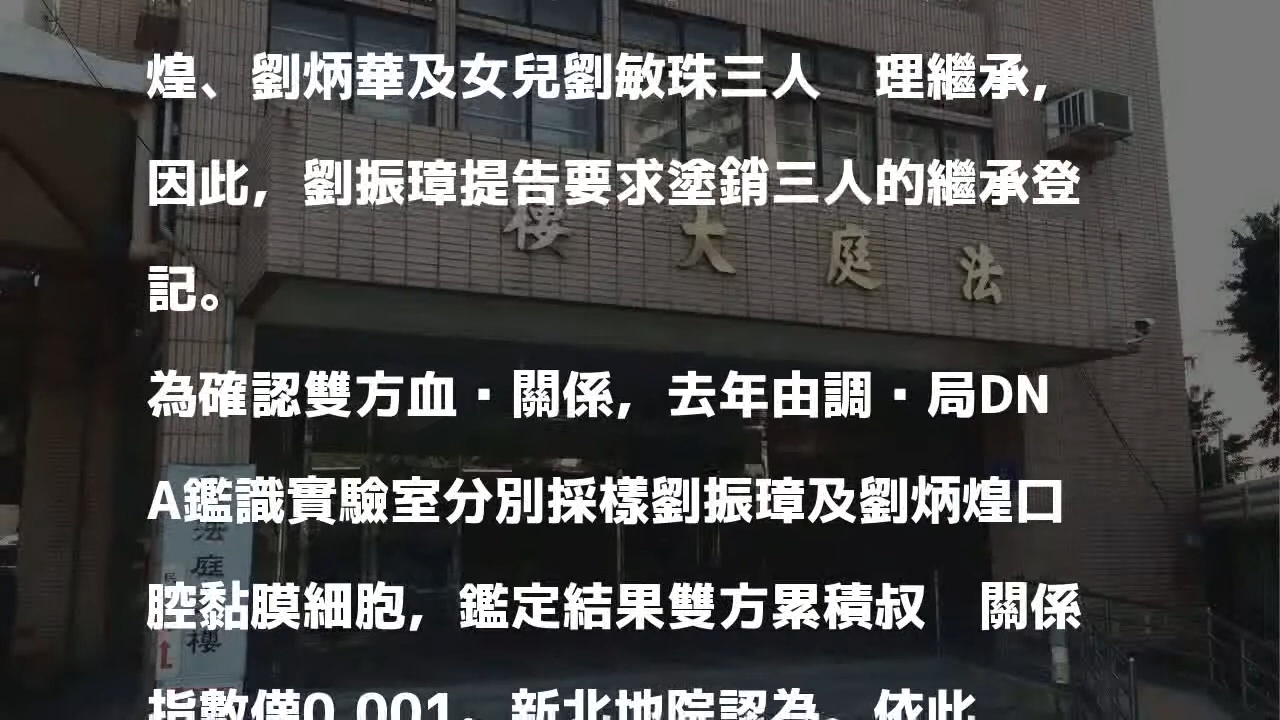 煌、劉炳華及女兒劉敏珠三人　理繼承,
因此，劉振璋提告要求塗銷三人的繼承登
記。
為確認雙方血▪關係，去年由調▪局DN
A鑑識實驗室分別採樣劉振璋及劉炳煌口
腔黏膜細胞，鑑定結果雙方累積叔　關係
指數僅0.001。新北地院認為。依此
樓大庭法
法庭
樓